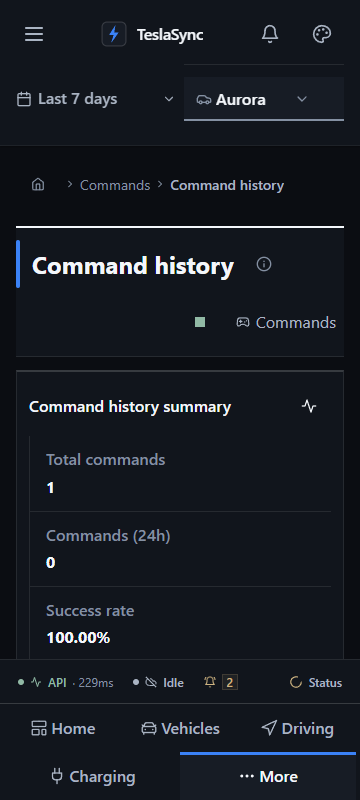 TeslaSync
Last 7 days
Aurora
Commands
Command history
Command history
Commands
Command history summary
Total commands
1
Commands (24h)
0
Success rate
100.00%
API · 229ms
Idle
2
Status
Home
Vehicles
Driving
Charging
More